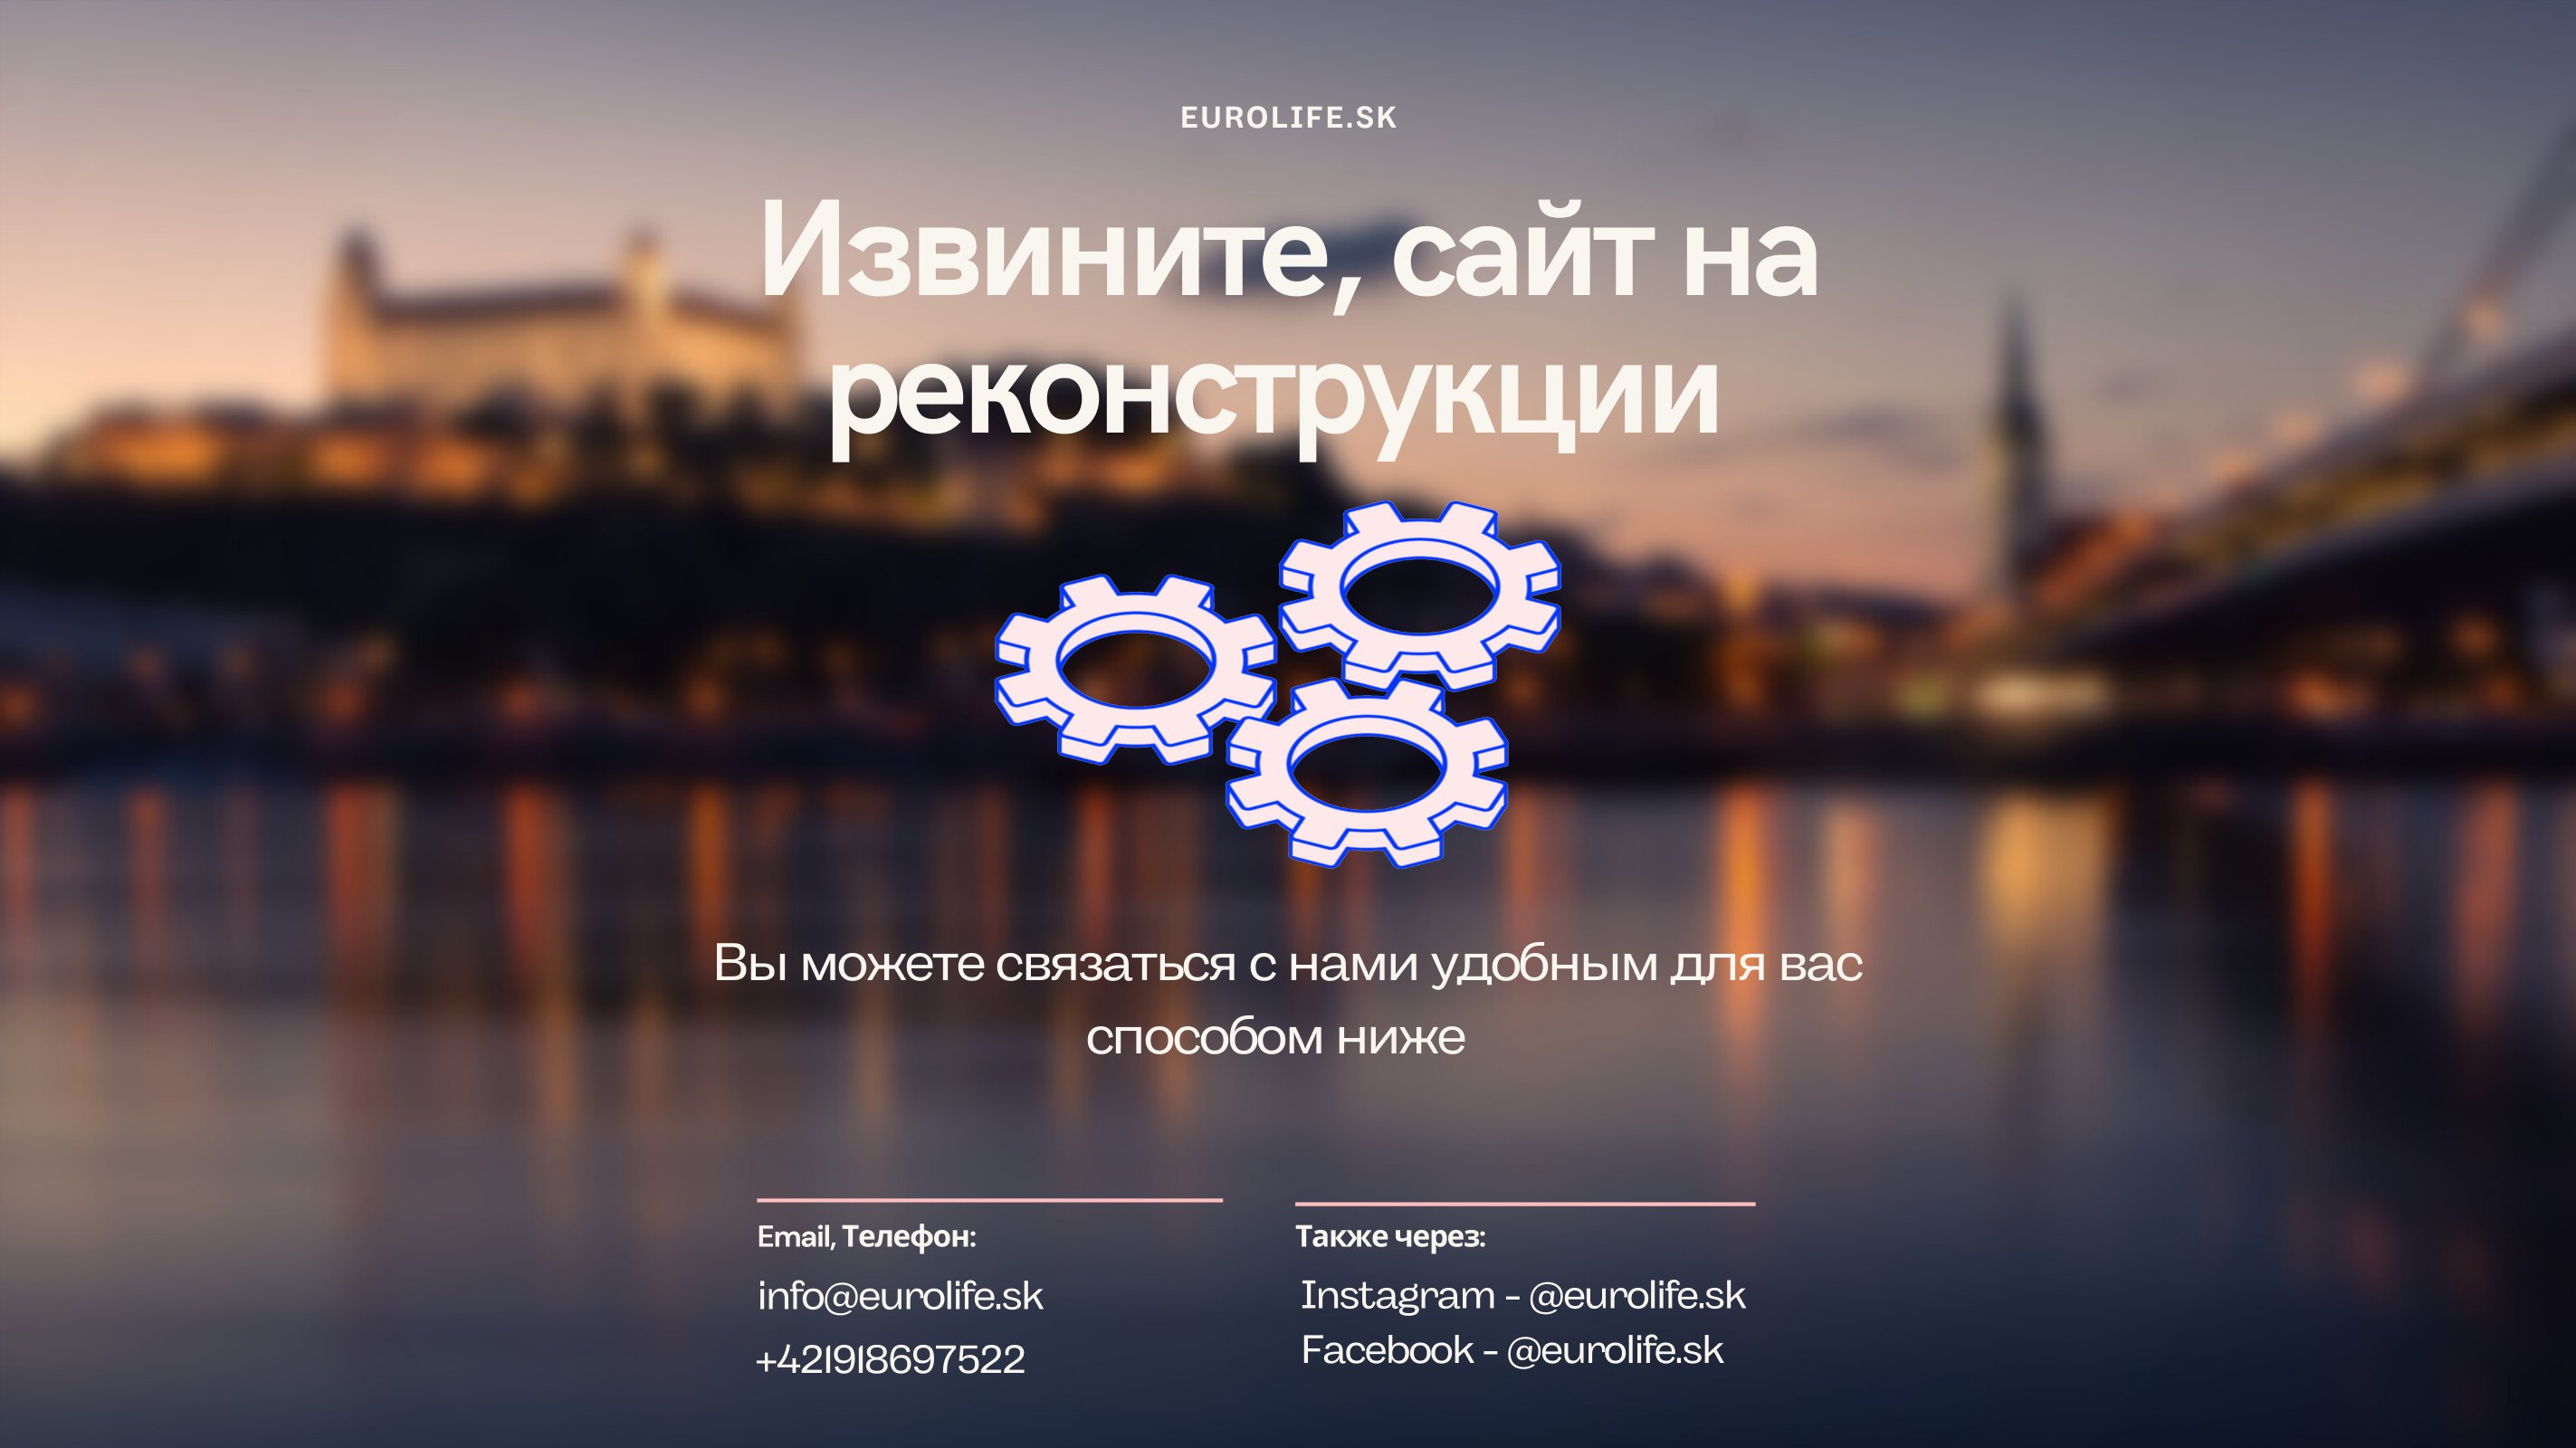 EUROLIFE.SK
Извините, сайт на
реконструкции
Вы можете связаться с нами удобным для вас
способом ниже
Email, Телефон:
info@eurolife.sk
+421918697522
Также через:
Instagram - @eurolife.sk
Facebook - @eurolife.sk